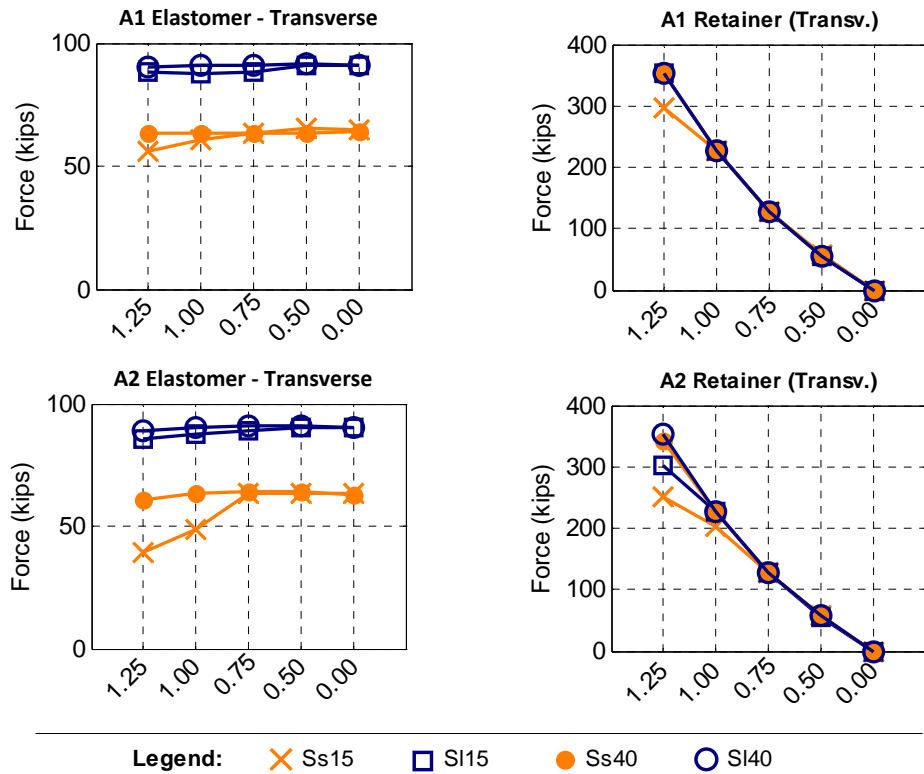 A1 Elastomer - Transverse
100
50
0
Force (kips)
1.25 1.00 0.75 0.50 0.00
A1 Retainer (Transv.)
400
300
200
100
0
Force (kips)
1.25 1.00 0.75 0.50 0.00
A2 Elastomer - Transverse
100
50
0
Force (kips)
1.25 1.00 0.75 0.50 0.00
A2 Retainer (Transv.)
400
300
200
100
0
Force (kips)
1.25 1.00 0.75 0.50 0.00
Legend: Ss15 Sl15 Ss40 Sl40